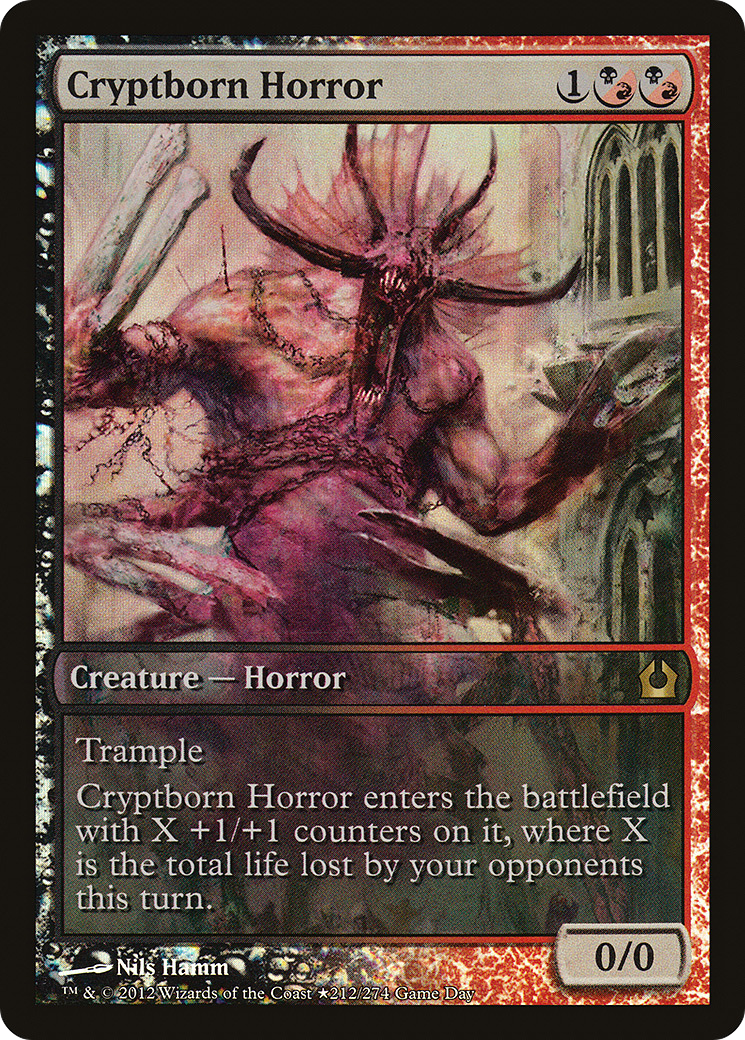 Cryptborn Horror 1
Creature — Horror
Trample
Cryptborn Horror enters the battlefield
with X +1/+1 counters on it, where X
is the total life lost by your opponents
this turn.
0/0
Nils Hamm
™ & © 2012 Wizards of the Coast ★212/274 Game Day